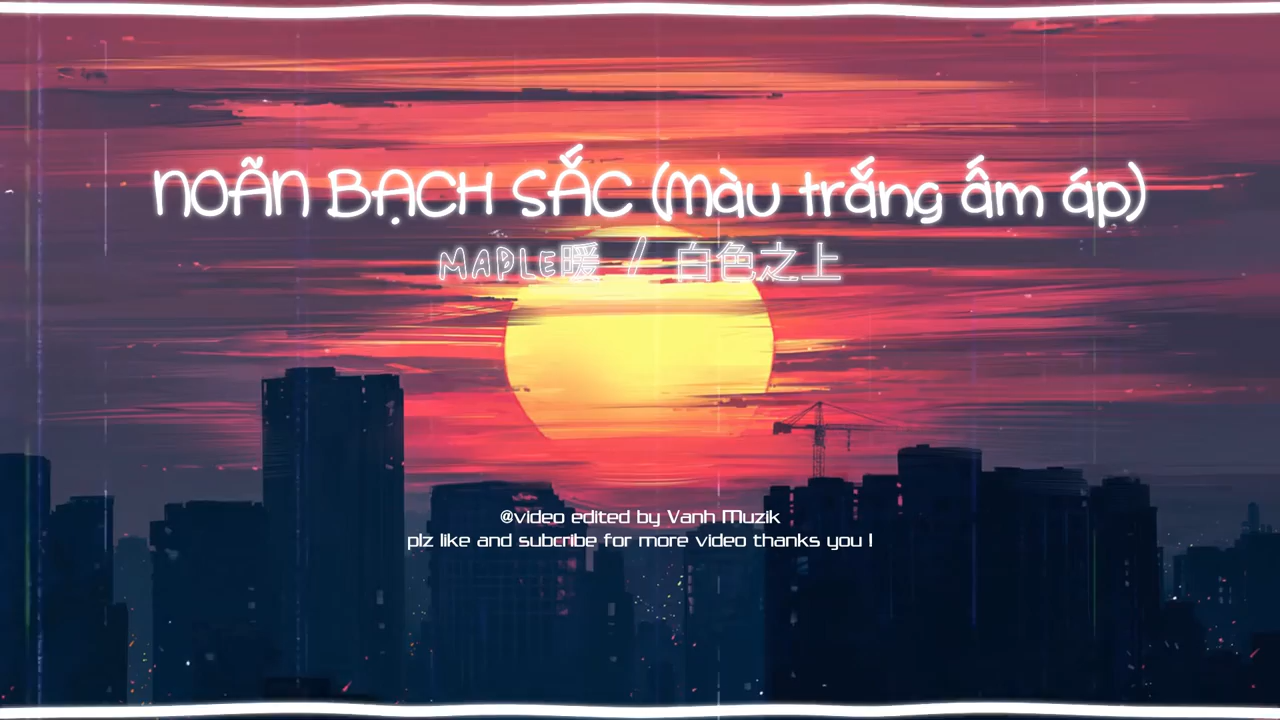 NOÃN BẠCH SẮC (Màu trắng ấm áp)
MAPLE暖 / 白色之上
@video edited by Vanh Muzik
plz like and subcribe for more video thanks you !